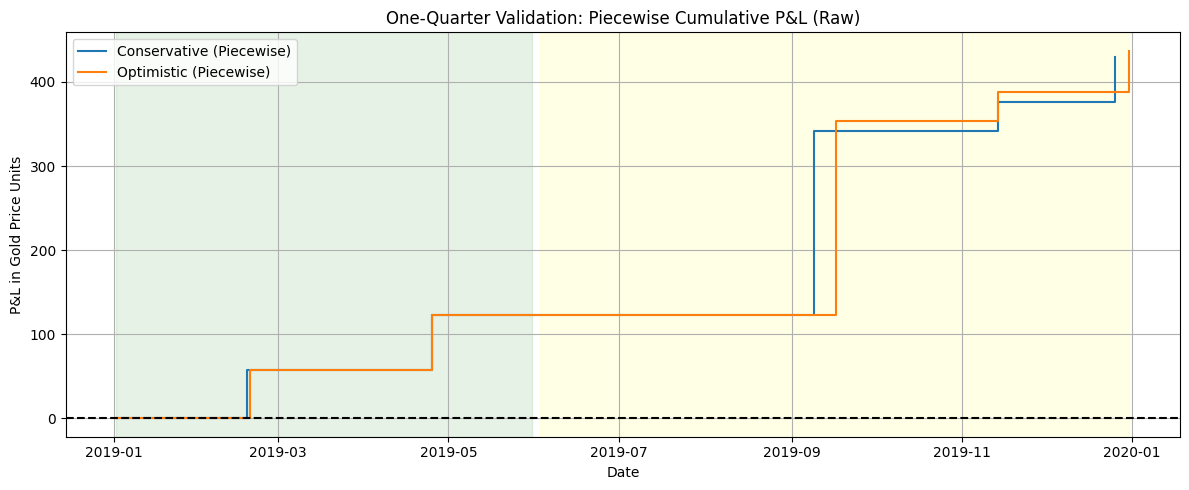 One-Quarter Validation: Piecewise Cumulative P&L (Raw)
Conservative (Piecewise)
Optimistic (Piecewise)
P&L in Gold Price Units
400
300
200
100
0
2019-01
2019-03
2019-05
2019-07
2019-09
2019-11
2020-01
Date